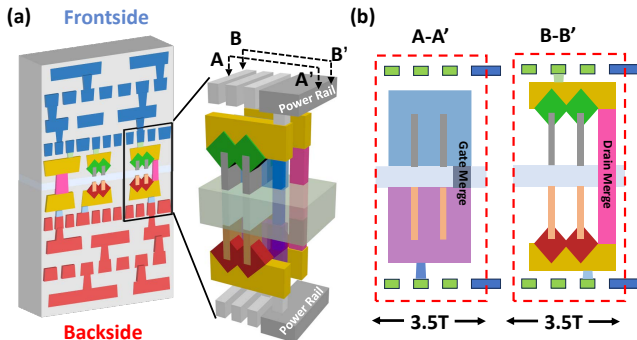 (a)
Frontside
B
A
B'
A'
Power Rail
Power Rail
Backside
(b)
A-A’
B-B’
Gate Merge
Drain Merge
3.5T
3.5T